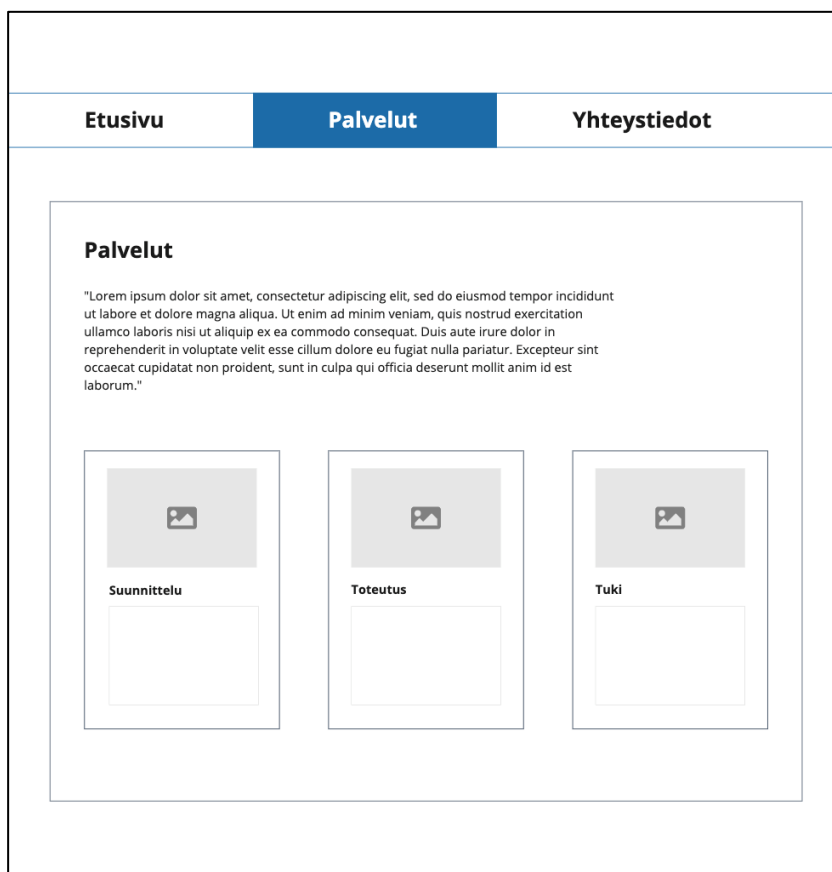 Etusivu Palvelut Yhteystiedot
Palvelut
"Lorem ipsum dolor sit amet, consectetur adipiscing elit, sed do eiusmod tempor incididunt
ut labore et dolore magna aliqua. Ut enim ad minim veniam, quis nostrud exercitation
ullamco laboris nisi ut aliquip ex ea commodo consequat. Duis aute irure dolor in
reprehenderit in voluptate velit esse cillum dolore eu fugiat nulla pariatur. Excepteur sint
occaecat cupidatat non proident, sunt in culpa qui officia deserunt mollit anim id est
laborum."
Suunnittelu
Toteutus
Tuki